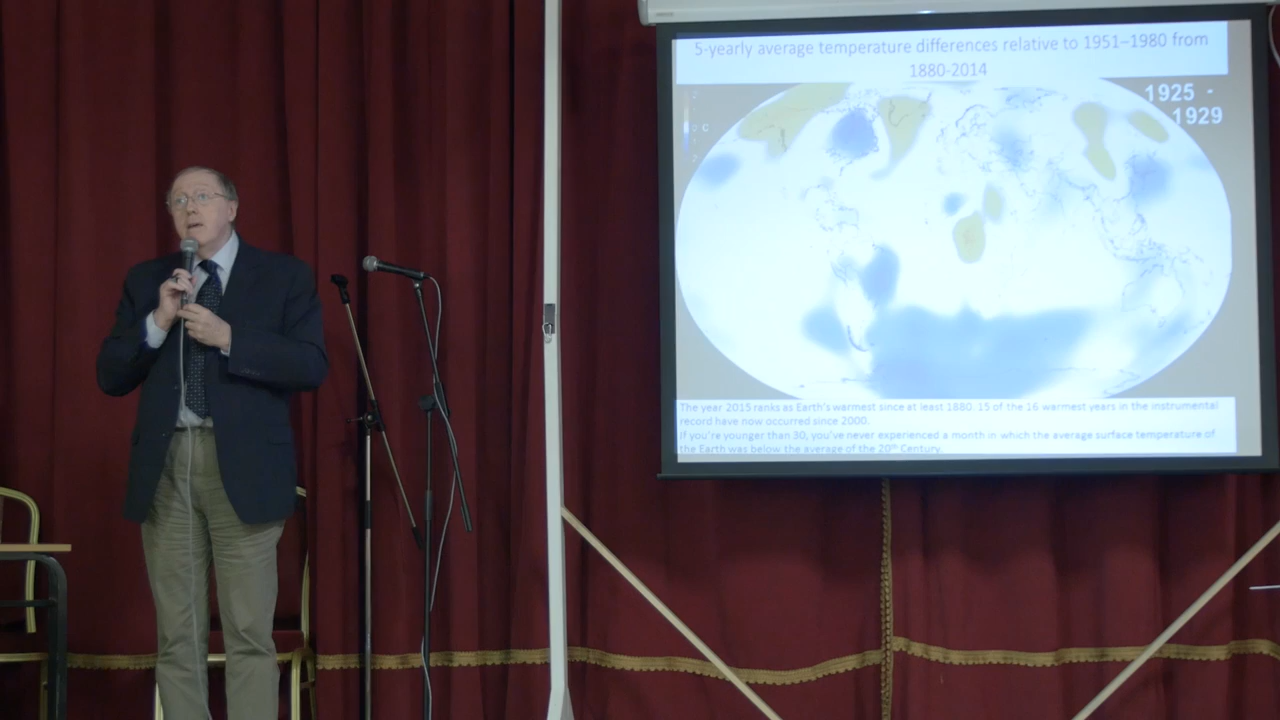 5-yearly average temperature differences relative to 1951–1980 from
1880-2014
1925 -
1929
The year 2015 ranks as Earth's warmest since at least 1880. 15 of the 16 warmest years in the instrumental
record have now occurred since 2000.
If you're younger than 30, you've never experienced a month in which the average surface temperature of
the Earth was below the average of the 20th Century.